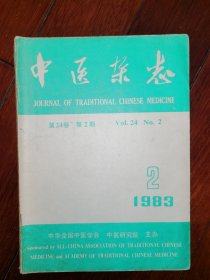 中医杂志
JOURNAL OF TRADITIONAL CHINESE MEDICINE
第24卷 第2期 Vol. 24 No. 2
2
1983
中华全国中医学会 中医研究院 主办
Sponsored by ALL-CHINA ASSOCIATION OF TRADITIONAL CHINESE
MEDICINE and ACADEMY OF TRADITIONAL CHINESE MEDICINE